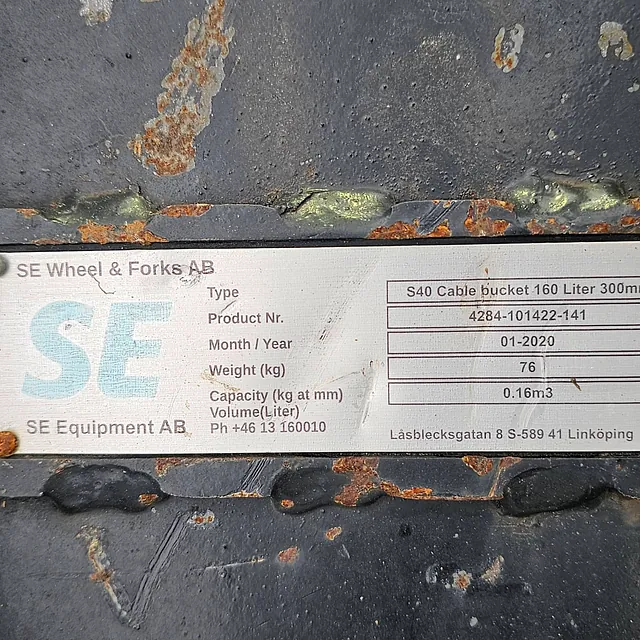 SE Wheel & Forks AB
SE
SE Equipment AB
Type S40 Cable bucket 160 Liter 300mm
Product Nr. 4284-101422-141
Month / Year 01-2020
Weight (kg) 76
Capacity (kg at mm) 0.16m3
Volume(Liter)
Ph +46 13 160010
Låsblecksgatan 8 S-589 41 Linköping